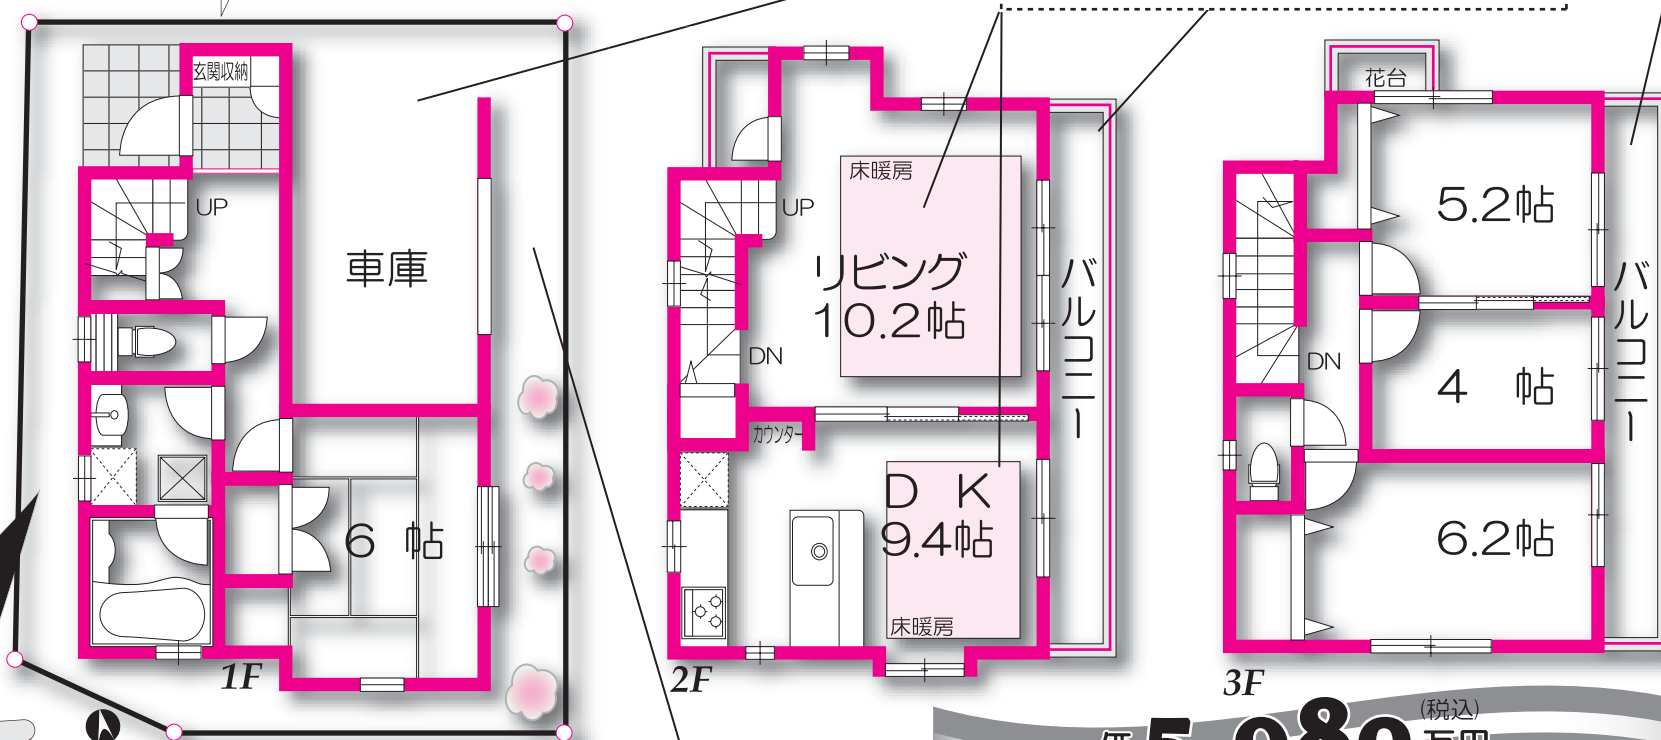 玄関収納
UP
車庫
6 帖
1F
床暖房
UP
リビング
10.2帖
DN
カウンター
D K
9.4帖
床暖房
バルコニー
2F
花台
5.2帖
DN
4 帖
6.2帖
バルコニー
3F
(税込)